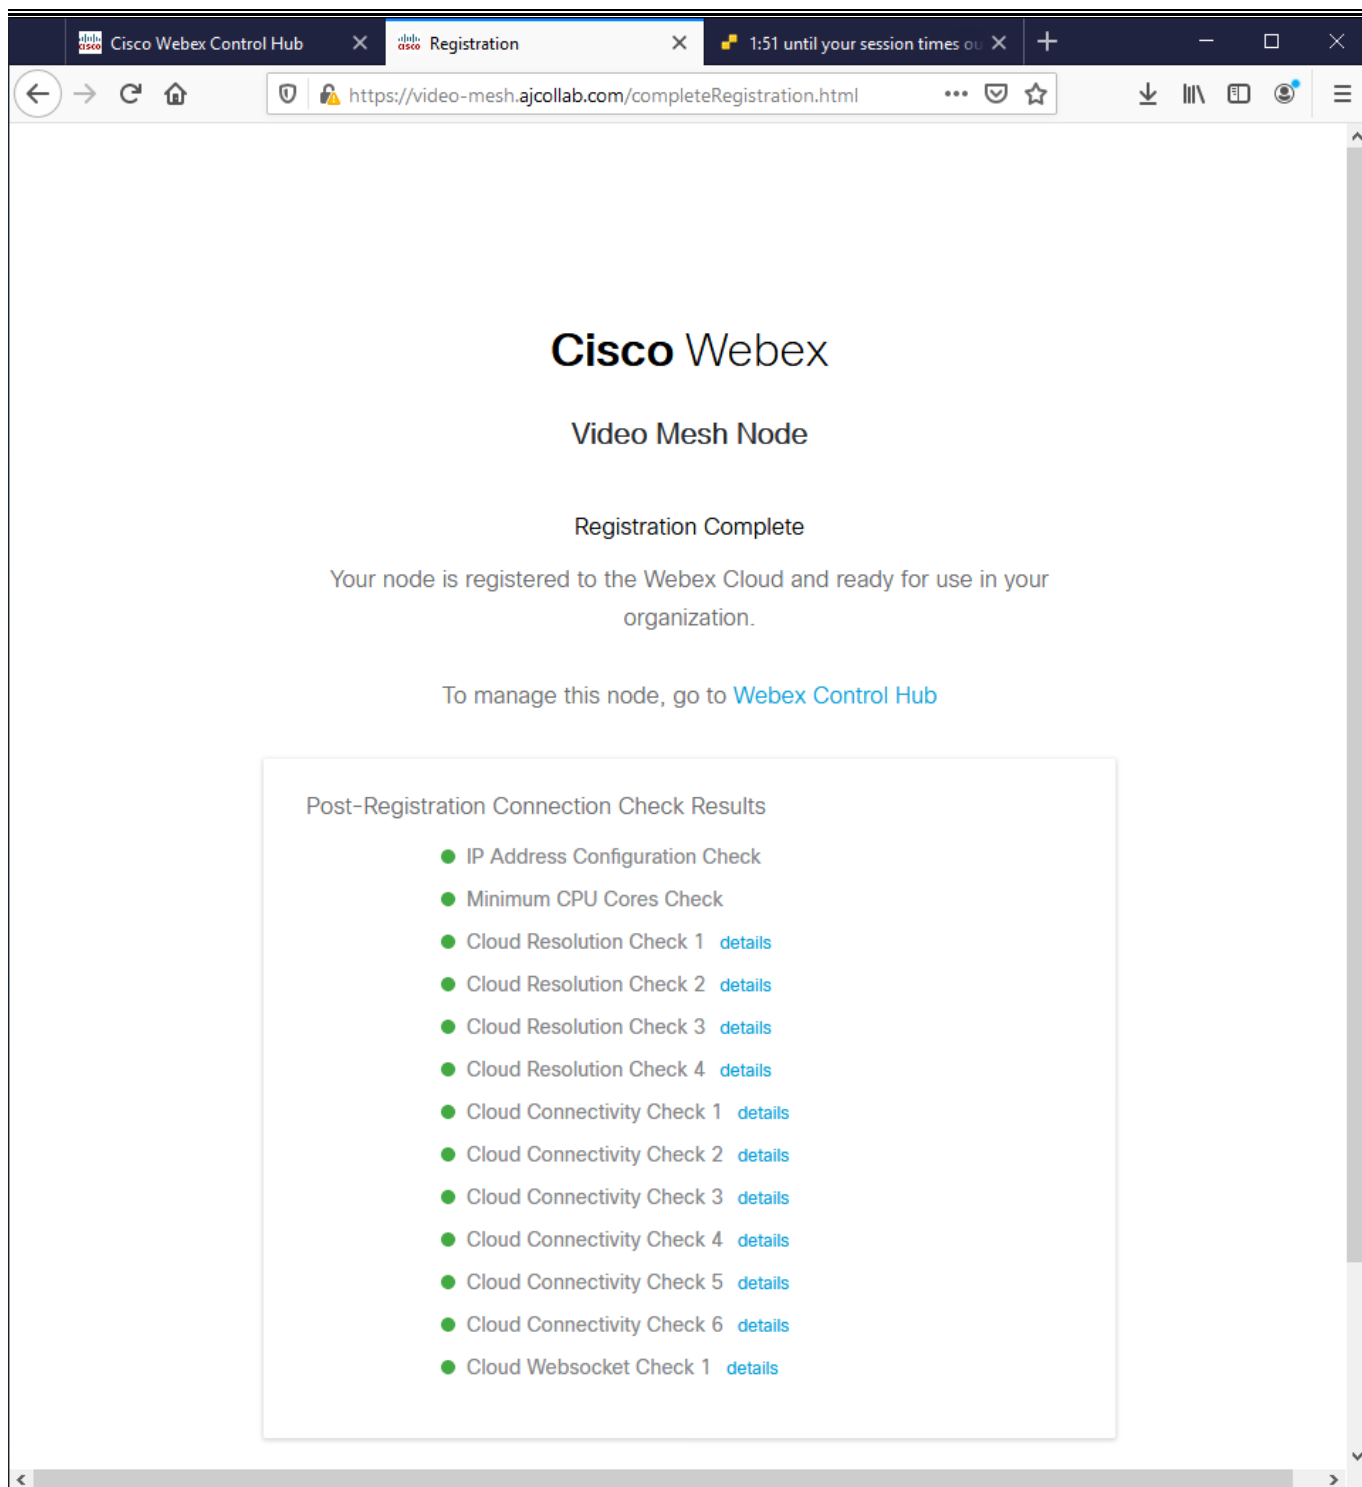 Cisco Webex Control Hub
Registration
1:51 until your session times ou
https://video-mesh.ajcollab.com/completeRegistration.html
Cisco Webex
Video Mesh Node
Registration Complete
Your node is registered to the Webex Cloud and ready for use in your
organization.
To manage this node, go to Webex Control Hub
Post-Registration Connection Check Results
IP Address Configuration Check
Minimum CPU Cores Check
Cloud Resolution Check 1 details
Cloud Resolution Check 2 details
Cloud Resolution Check 3 details
Cloud Resolution Check 4 details
Cloud Connectivity Check 1 details
Cloud Connectivity Check 2 details
Cloud Connectivity Check 3 details
Cloud Connectivity Check 4 details
Cloud Connectivity Check 5 details
Cloud Connectivity Check 6 details
Cloud Websocket Check 1 details